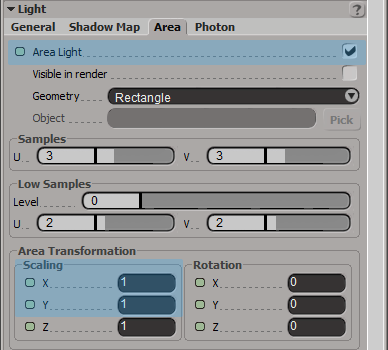 Light ?
General Shadow Map Area Photon
Area Light
Visible in render
Geometry Rectangle
Object Pick
Samples
U 3 V 3
Low Samples
Level 0
U 2 V 2
Area Transformation
Scaling Rotation
X 1 X 0
Y 1 Y 0
Z 1 Z 0